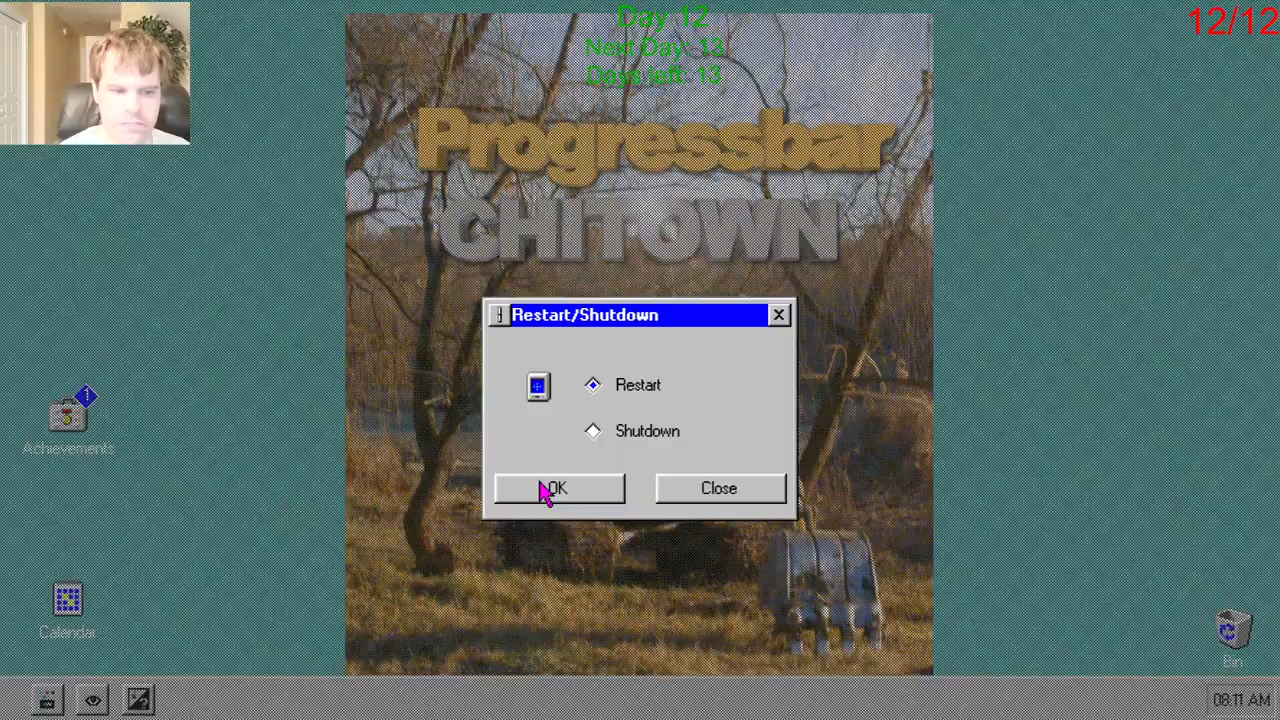 Day 12
12/12
Next Day: 13
Days left: 13
Progressbar
CHITOWN
Restart/Shutdown
Restart
Shutdown
OK
Close
1
Achievements
Calendar
Bin
08:11 AM